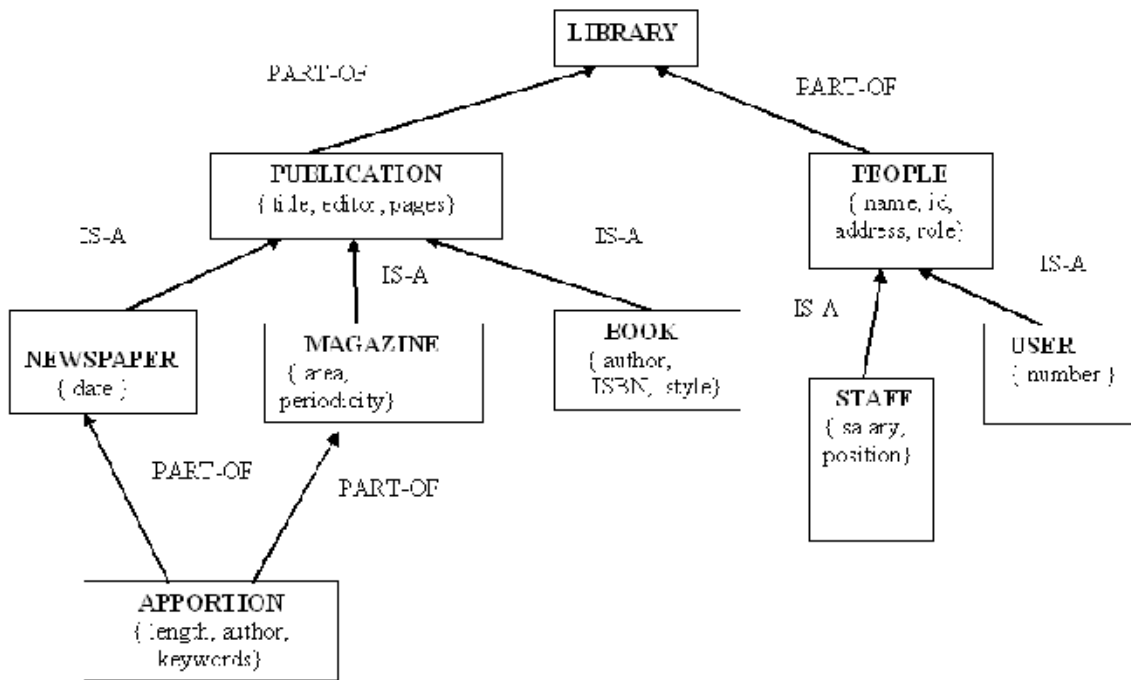 LIBRARY
PART-OF
PART-OF
PUBLICATION
{ title, editor, pages}
PEOPLE
{ name, id,
address, role}
IS-A
IS-A
IS-A
IS-A
IS-A
NEWSPAPER
{ date }
MAGAZINE
{ area,
periodicity}
BOOK
{ author,
ISBN, style}
USER
{ number }
STAFF
{ salary,
position}
PART-OF
PART-OF
APPORTION
{ length, author,
keywords}